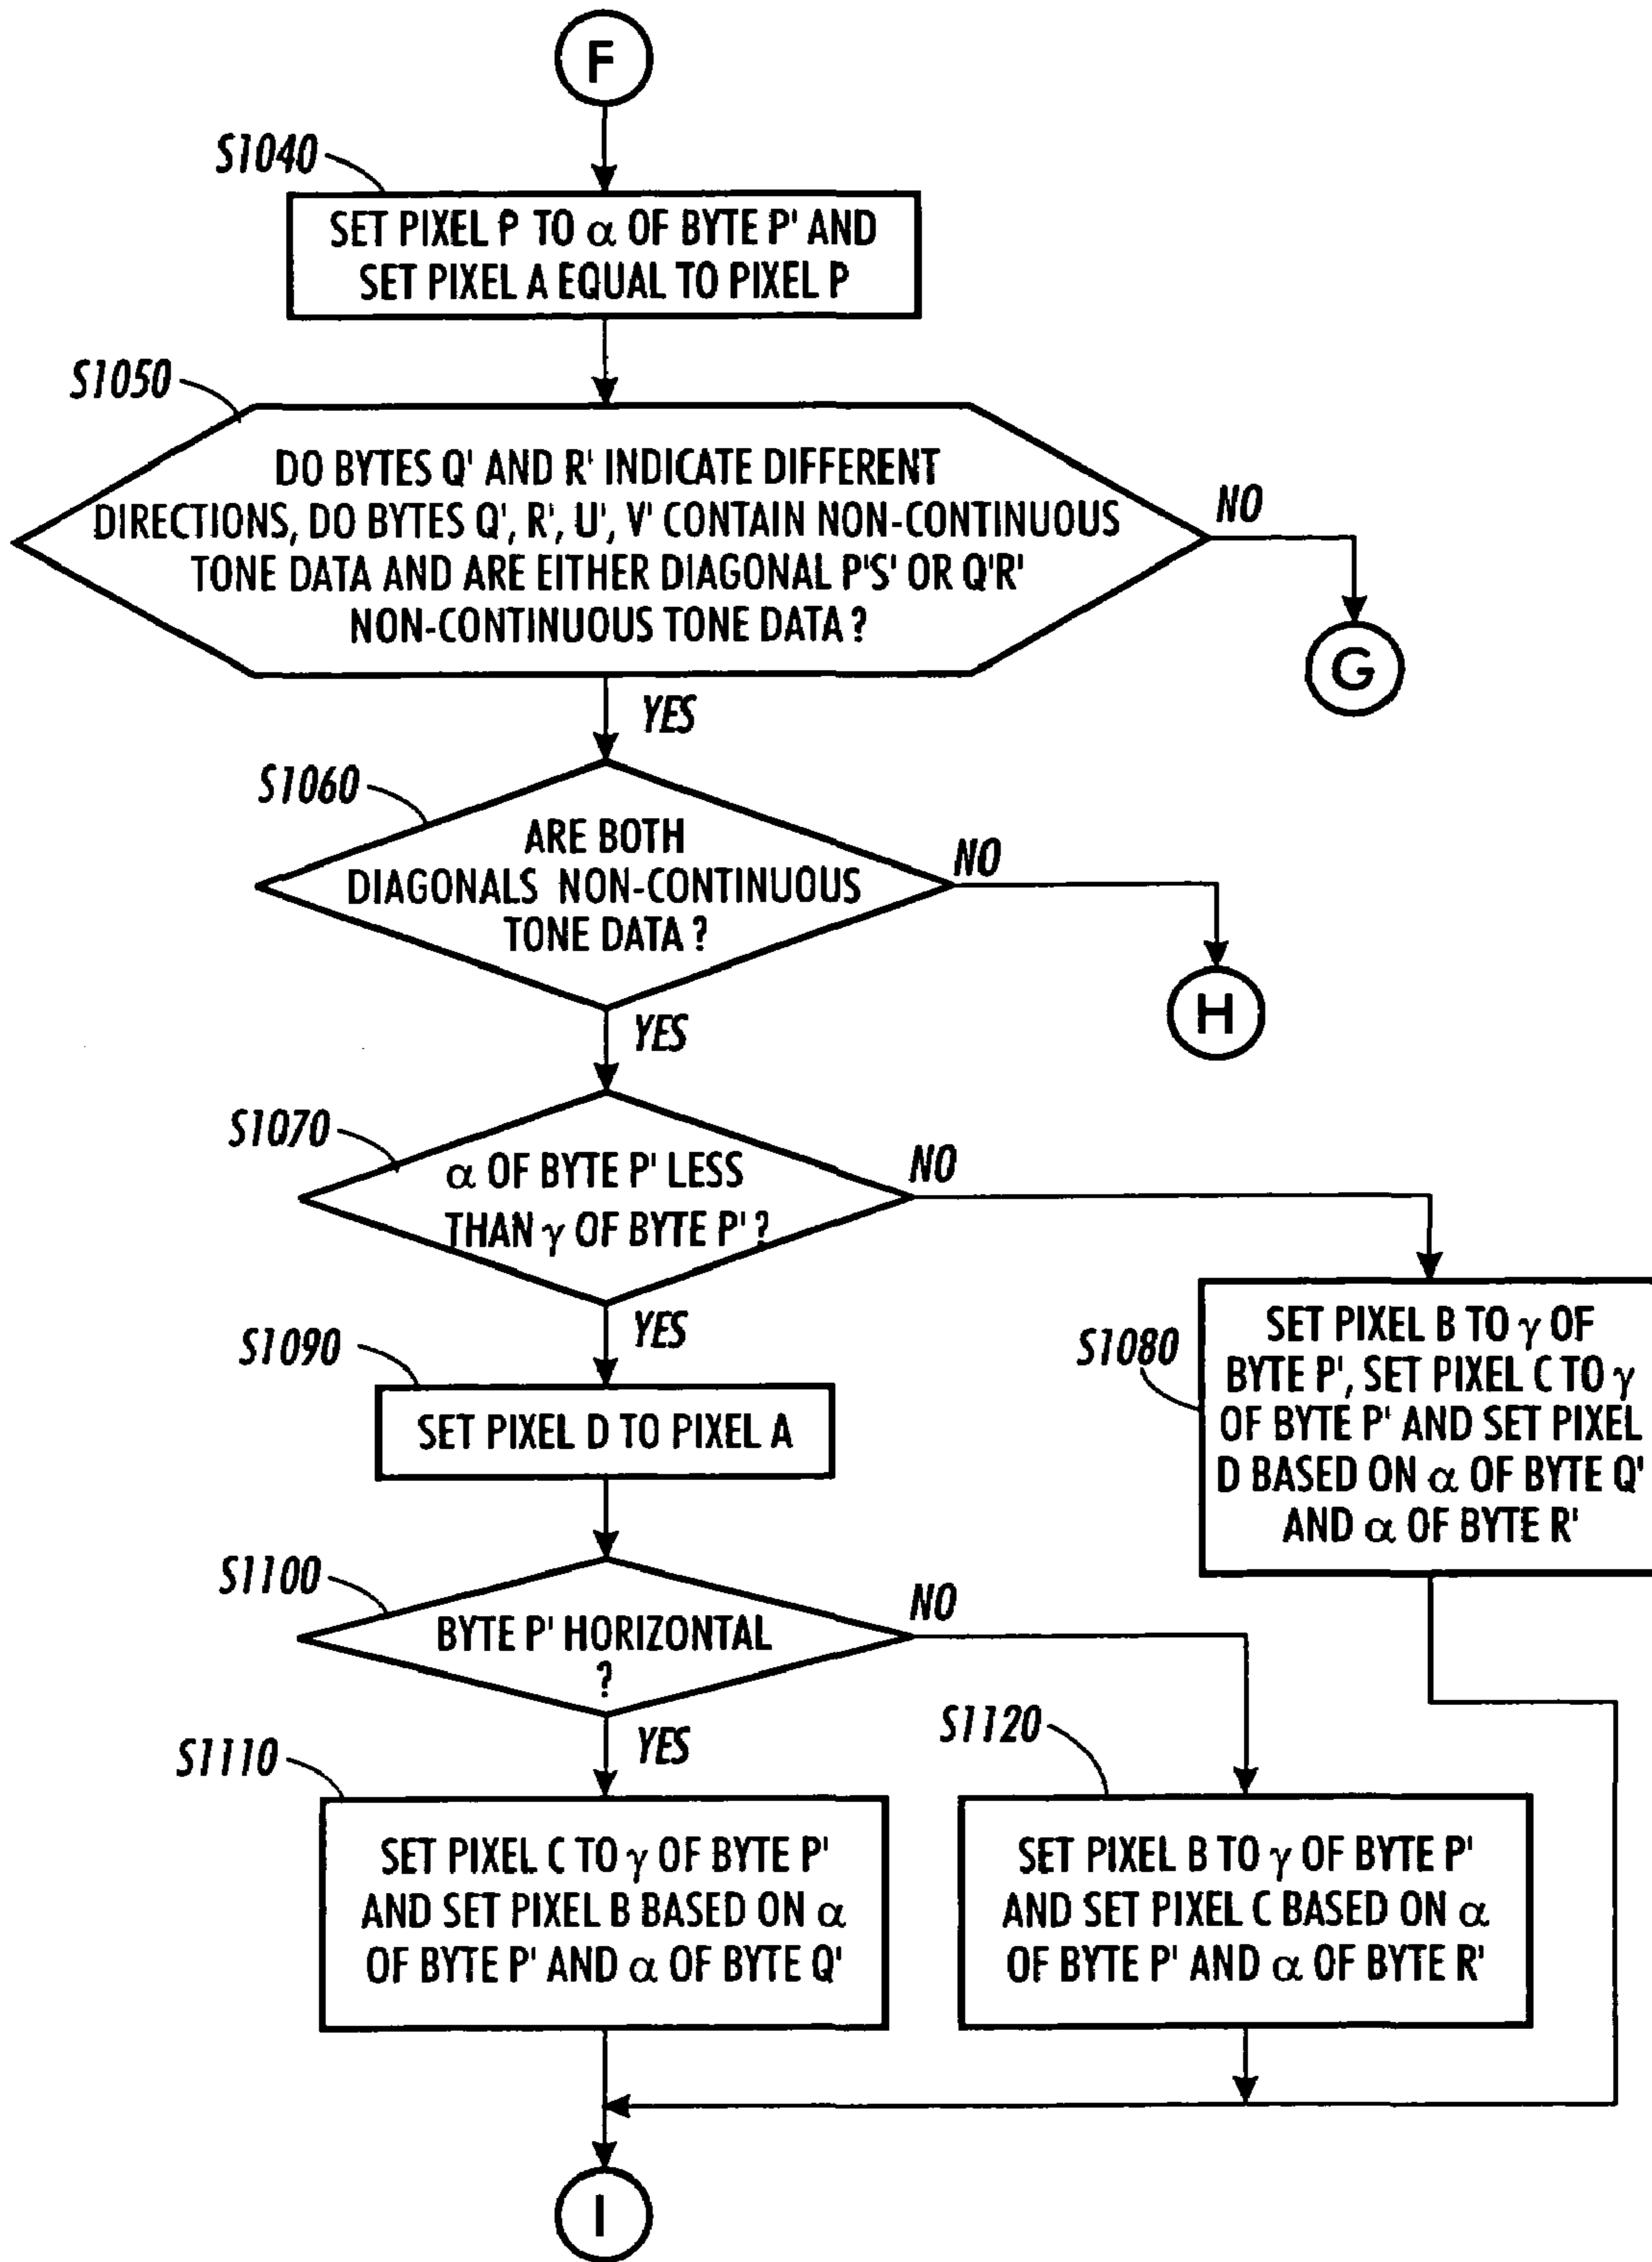 F
S1040
SET PIXEL P TO α OF BYTE P' AND
SET PIXEL A EQUAL TO PIXEL P
S1050
DO BYTES Q' AND R' INDICATE DIFFERENT
DIRECTIONS, DO BYTES Q', R', U', V' CONTAIN NON-CONTINUOUS
TONE DATA AND ARE EITHER DIAGONAL P'S' OR Q'R'
NON-CONTINUOUS TONE DATA ?
NO
G
YES
S1060
ARE BOTH
DIAGONALS NON-CONTINUOUS
TONE DATA ?
NO
H
YES
S1070
α OF BYTE P' LESS
THAN γ OF BYTE P' ?
NO
YES
S1080
SET PIXEL B TO γ OF
BYTE P', SET PIXEL C TO γ
OF BYTE P' AND SET PIXEL
D BASED ON α OF BYTE Q'
AND α OF BYTE R'
S1090
SET PIXEL D TO PIXEL A
S1100
BYTE P' HORIZONTAL
?
NO
YES
S1110
SET PIXEL C TO γ OF BYTE P'
AND SET PIXEL B BASED ON α
OF BYTE P' AND α OF BYTE Q'
S1120
SET PIXEL B TO γ OF BYTE P'
AND SET PIXEL C BASED ON α
OF BYTE P' AND α OF BYTE R'
I